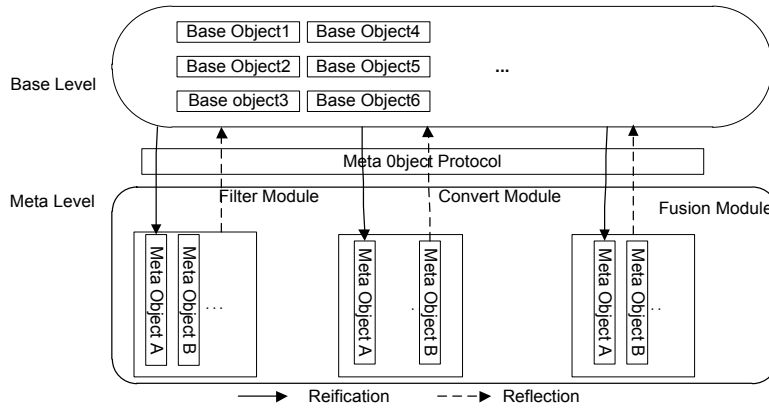 Base Object1 Base Object4
Base Object2 Base Object5 ...
Base Level
Base object3 Base Object6
Meta 0bject Protocol
Meta Level
Filter Module Convert Module Fusion Module
Meta Object A Meta Object B ...
Meta Object A . Meta Object B
Meta Object A Meta Object B ..
Reification Reflection